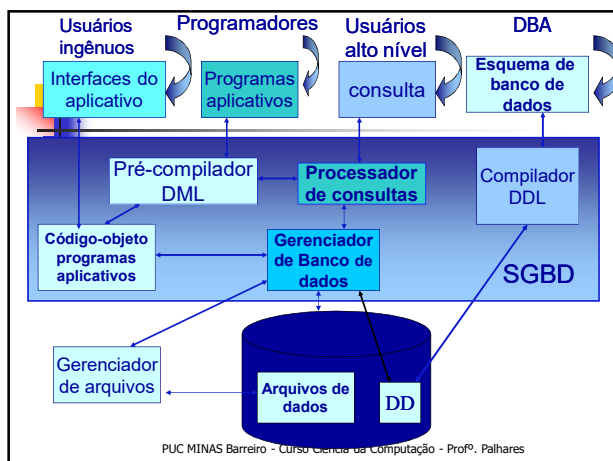 Usuários
ingênuos
Programadores
Usuários
alto nível
DBA
Interfaces do
aplicativo
Programas
aplicativos
consulta
Esquema de
banco de
dados
Pré-compilador
DML
Processador
de consultas
Compilador
DDL
Código-objeto
programas
aplicativos
Gerenciador
de Banco de
dados
SGBD
Gerenciador
de arquivos
Arquivos de
dados
DD
PUC MINAS Barreiro - Curso Ciência da Computação - Profº. Palhares